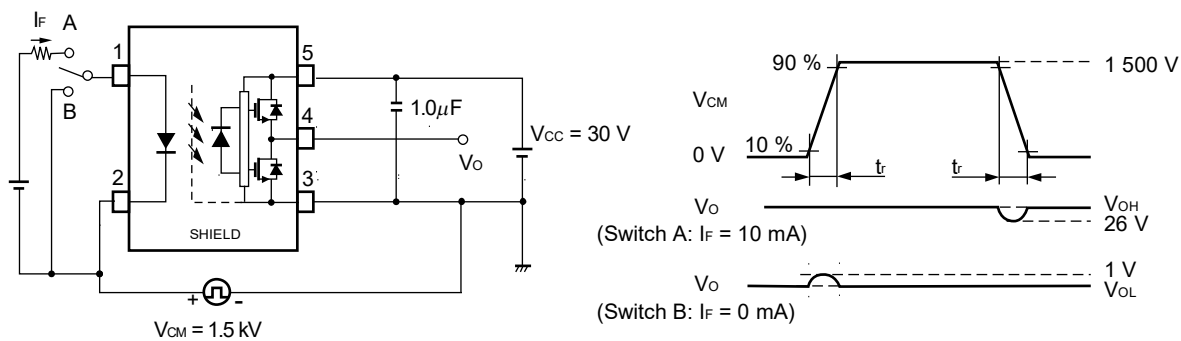 IF
A
B
1
2
5
4
3
SHIELD
1.0μF
VO
VCC = 30 V
+
-
VCM = 1.5 kV
90 %
1 500 V
VCM
10 %
0 V
tr
tr
VO
VOH
26 V
(Switch A: IF = 10 mA)
1 V
VO
VOL
(Switch B: IF = 0 mA)